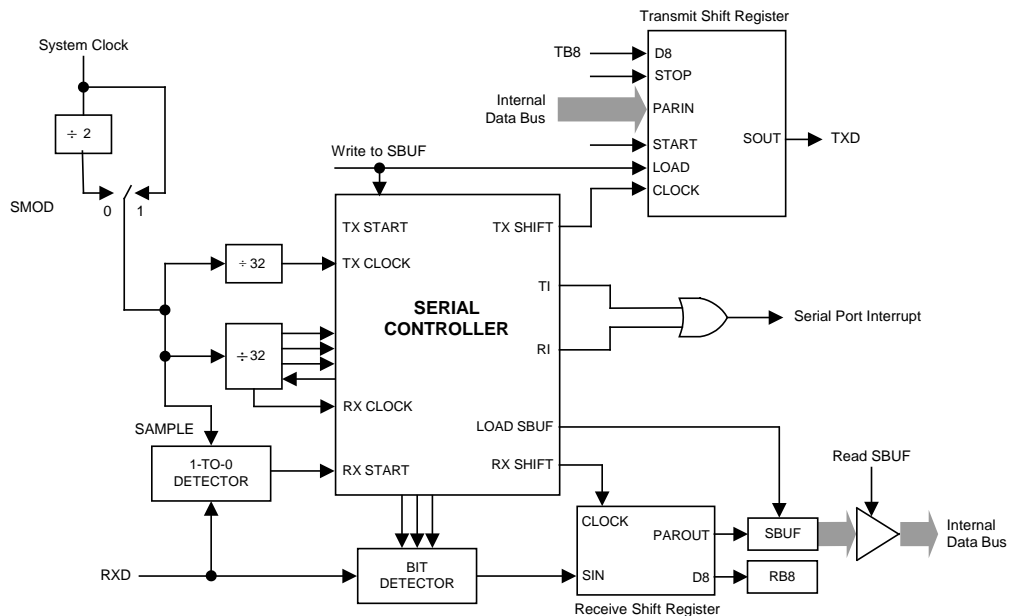 Transmit Shift Register
System Clock
TB8
D8
STOP
Internal
Data Bus
PARIN
÷ 2
SOUT
TXD
START
Write to SBUF
LOAD
CLOCK
SMOD
0
1
TX START
TX SHIFT
÷ 32
TX CLOCK
TI
SERIAL
CONTROLLER
Serial Port Interrupt
RI
÷ 32
RX CLOCK
SAMPLE
LOAD SBUF
1-TO-0
DETECTOR
RX START
RX SHIFT
Read SBUF
CLOCK
PAROUT
SBUF
Internal
Data Bus
RXD
BIT
DETECTOR
SIN
D8
RB8
Receive Shift Register